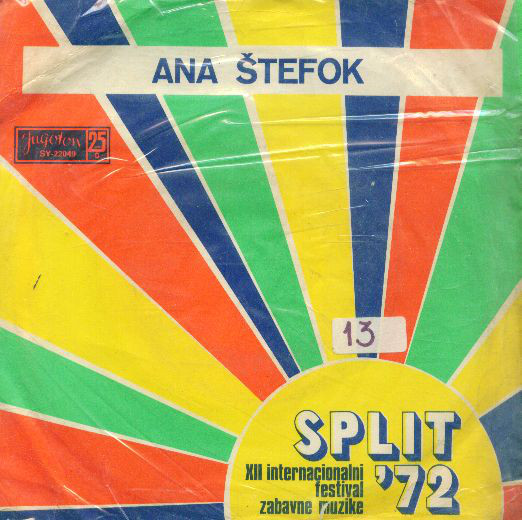 ANA ŠTEFOK
Jugoton 25
SY-22049
13
SPLIT
'72
XII internacionalni
festival
zabavne muzike